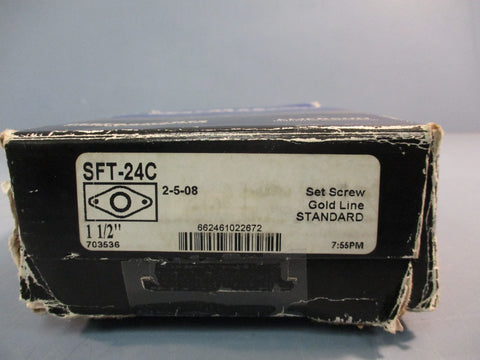 SFT-24C
2-5-08
Set Screw
Gold Line
STANDARD
1 1/2"
703536
662461022672
7:55PM